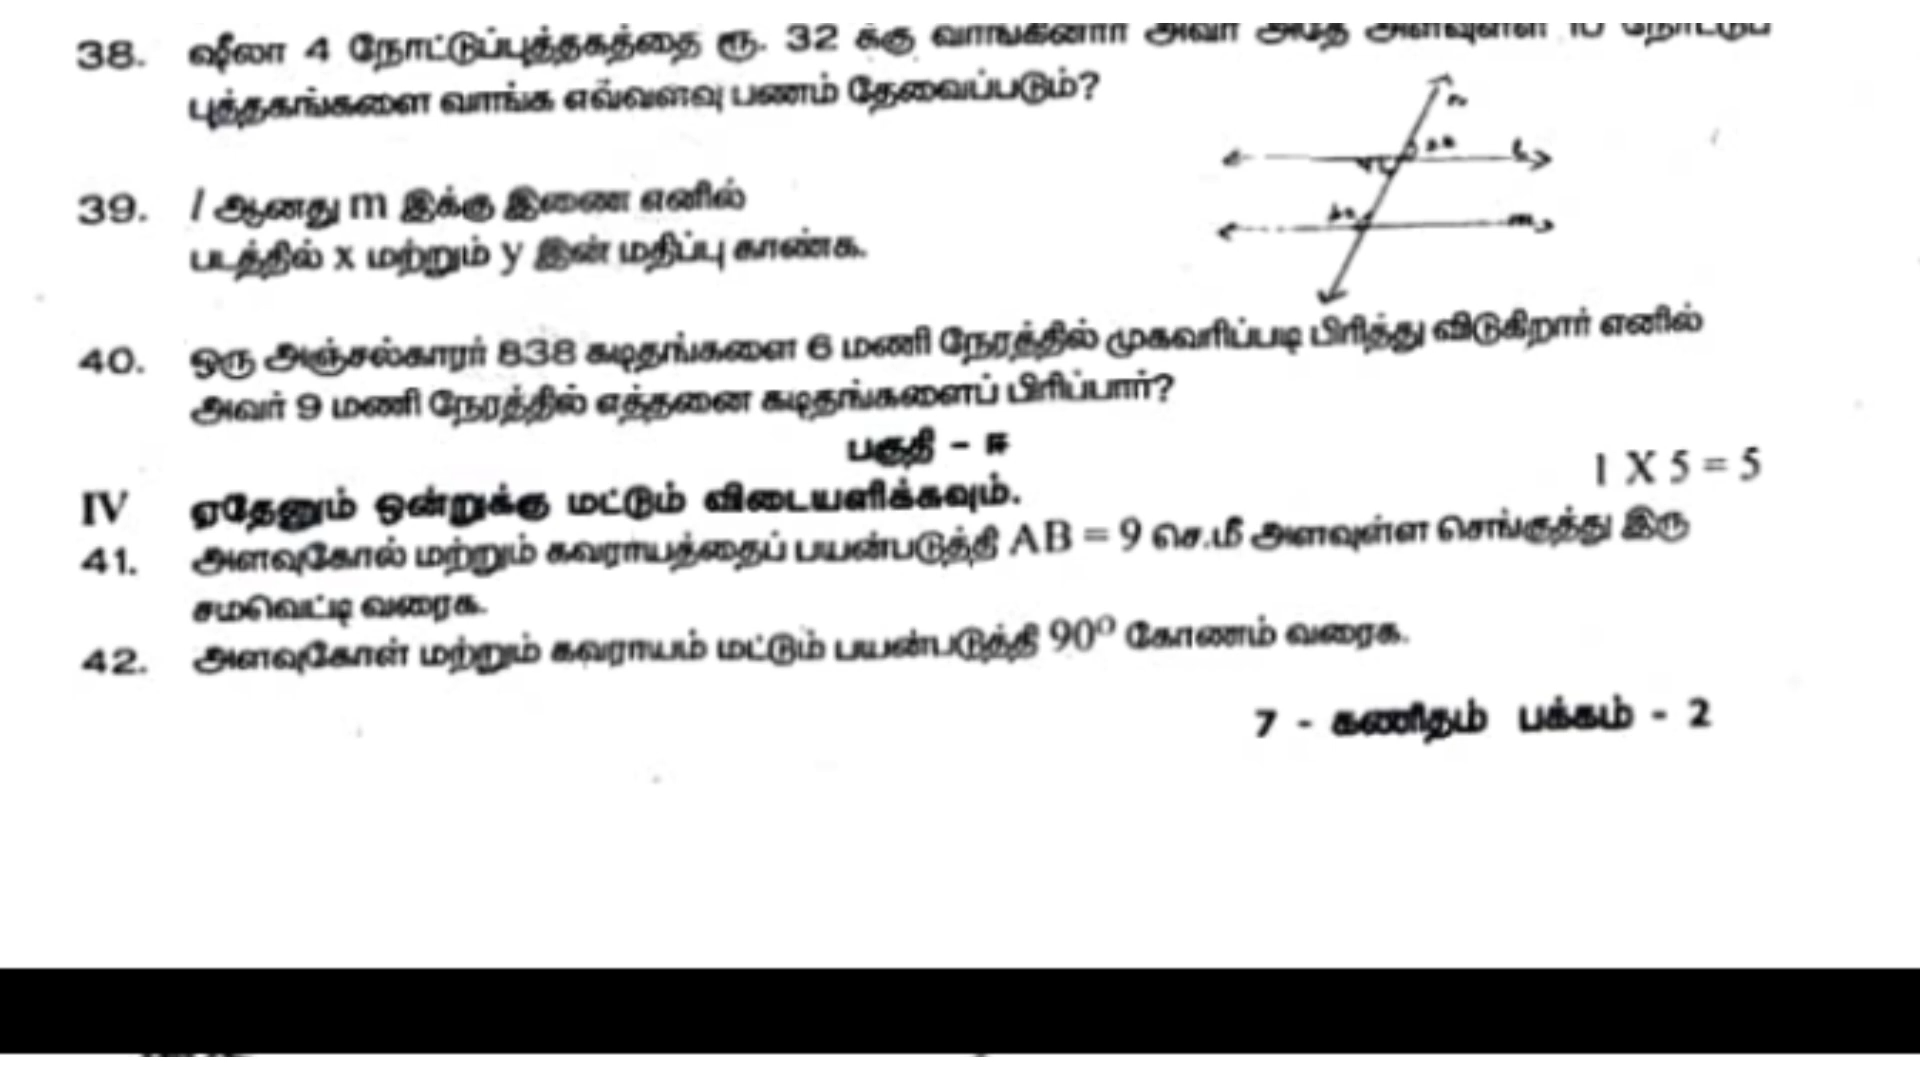 38. ஷீலா 4 நோட்டுப்புத்தகத்தை ரூ. 32 க்கு வாங்கினார் அவர் அதே அளவுள்ள 10 நோட்டுப்
புத்தகங்களை வாங்க எவ்வளவு பணம் தேவைப்படும்?
39. l ஆனது m இக்கு இணை எனில்
படத்தில் x மற்றும் y இன் மதிப்பு காண்க.
40. ஒரு அஞ்சல்காரர் 838 கடிதங்களை 6 மணி நேரத்தில் முகவரிப்படி பிரித்து விடுகிறார் எனில்
அவர் 9 மணி நேரத்தில் எத்தனை கடிதங்களைப் பிரிப்பார்?
பகுதி - ஈ
IV ஏதேனும் ஒன்றுக்கு மட்டும் விடையளிக்கவும். 1 X 5 = 5
41. அளவுகோல் மற்றும் கவராயத்தைப் பயன்படுத்தி AB = 9 செ.மீ அளவுள்ள செங்குத்து இரு
சமவெட்டி வரைக.
42. அளவுகோள் மற்றும் கவராயம் மட்டும் பயன்படுத்தி 90⁰ கோணம் வரைக.
7 - கணிதம் பக்கம் - 2